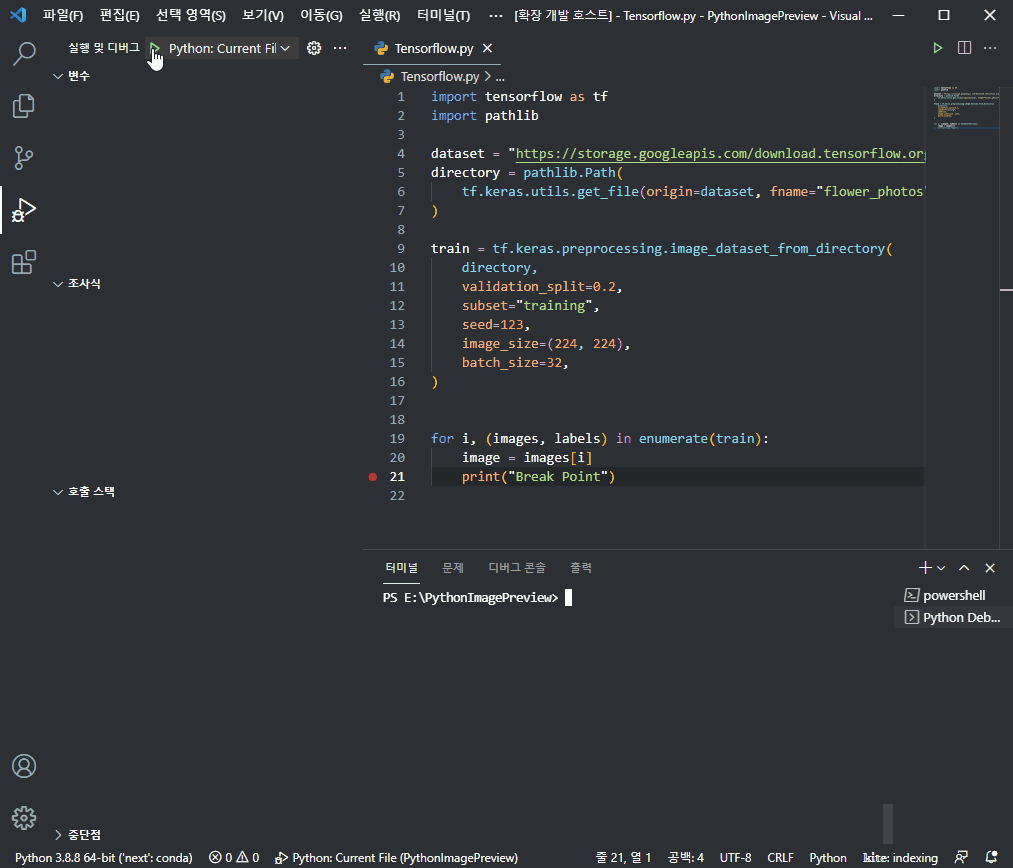 파일(F) 편집(E) 선택 영역(S) 보기(V) 이동(G) 실행(R) 터미널(T) ··· [확장 개발 호스트] - Tensorflow.py - PythonImagePreview - Visual ...
실행 및 디버그 Python: Current Fil ··· Tensorflow.py
변수
Tensorflow.py > ...
1 import tensorflow as tf
2 import pathlib
3
4 dataset = "https://storage.googleapis.com/download.tensorflow.org
5 directory = pathlib.Path(
6 tf.keras.utils.get_file(origin=dataset, fname="flower_photos"
7 )
8
9 train = tf.keras.preprocessing.image_dataset_from_directory(
10 directory,
11 validation_split=0.2,
조사식
12 subset="training",
13 seed=123,
14 image_size=(224, 224),
15 batch_size=32,
16 )
17
18
19 for i, (images, labels) in enumerate(train):
20 image = images[i]
21 print("Break Point")
22
호출 스택
터미널 문제 디버그 콘솔 출력
PS E:\PythonImagePreview>
powershell
Python Deb...
중단점
Python 3.8.8 64-bit ('next': conda) 0 0 Python: Current File (PythonImagePreview) 줄 21, 열 1 공백: 4 UTF-8 CRLF Python kite: indexing